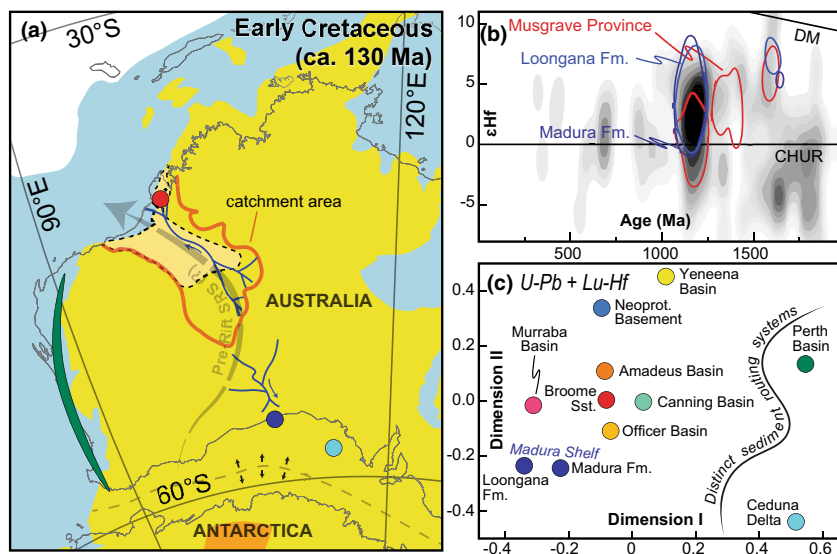 (a)
30°S
Early Cretaceous
(ca. 130 Ma)
120°E
90°E
catchment area
AUSTRALIA
Pre-Rift SRS (?)
60°S
ANTARCTICA
(b)
Musgrave Province
Loongana Fm.
DM
Madura Fm.
CHUR
εHf
10
5
0
-5
Age (Ma)
500
1000
1500
(c)
U-Pb + Lu-Hf
Yeneena
Basin
Neoprot.
Basement
Murraba
Basin
Amadeus Basin
Broome
Sst.
Canning Basin
Officer Basin
Perth
Basin
Distinct sediment routing systems
Madura Shelf
Madura Fm.
Loongana
Fm.
Ceduna
Delta
Dimension II
0.4
0.2
0.0
-0.2
-0.4
Dimension I
-0.4
-0.2
0
0.2
0.4
0.6